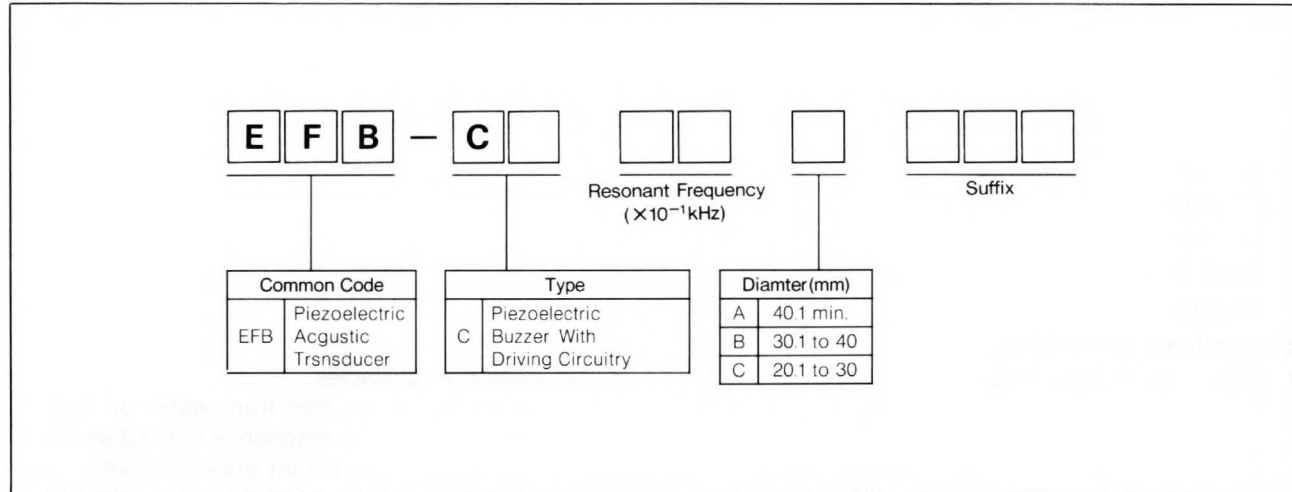 E F B — C
Resonant Frequency
(×10⁻¹kHz)
Suffix
Common Code
EFB Piezoelectric
Acgustic
Trsnsducer
Type
C Piezoelectric
Buzzer With
Driving Circuitry
Diamter(mm)
A 40.1 min.
B 30.1 to 40
C 20.1 to 30